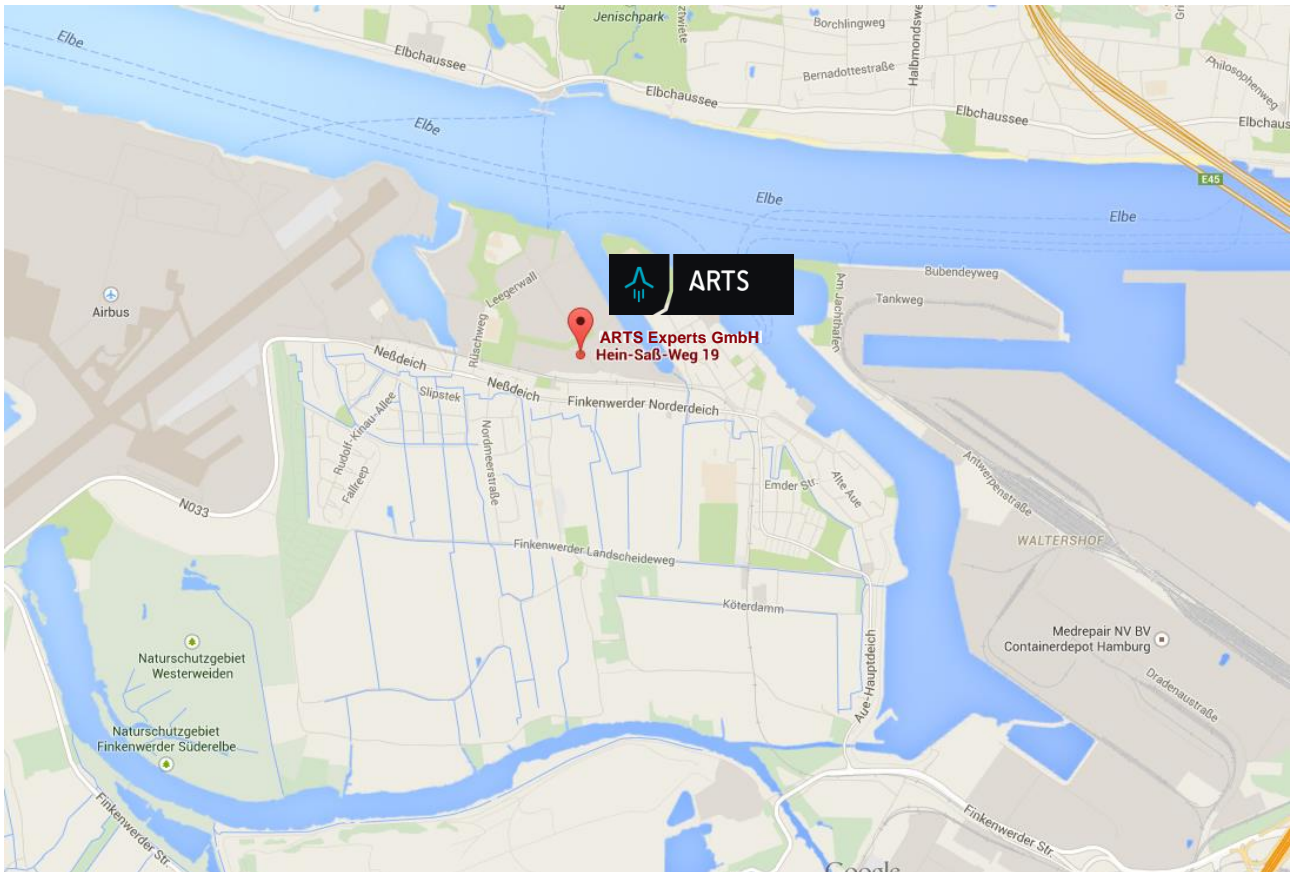 Jenischpark
Borchlingweg
Elbe
Elbchaussee
Bernadottestraße
Philosophenweg
Elbchaussee
Elbchaussee
Elbchaus
Elbe
E45
Elbe
Elbe
ARTS
Bubendeyweg
Am Jachthafen
Tankweg
Leegerwall
Airbus
Rüschweg
ARTS Experts GmbH
Hein-Saß-Weg 19
Neßdeich
Neßdeich
Slipstek
Finkenwerder Norderdeich
Rudolf-Kinau-Allee
Fallreep
Nordmeerstraße
Emder Str.
Alte Aue
Antwerpenstraße
N033
WALTERSHOF
Finkenwerder Landscheideweg
Köterdamm
Medrepair NV BV
Containerdepot Hamburg
Naturschutzgebiet
Westerweiden
Aue-Hauptdeich
Dradenaustraße
Naturschutzgebiet
Finkenwerder Süderelbe
Finkenwerder Str.
Finkenwerder Str.
Google